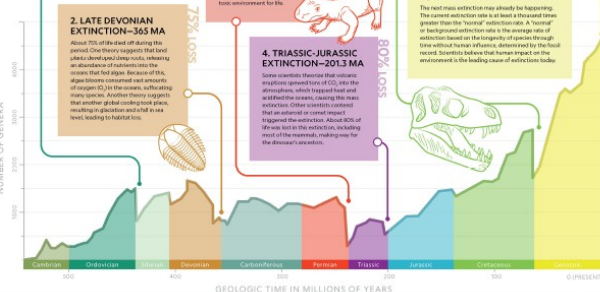 toxic environment for life.
The next mass extinction may already be happening.
The current extinction rate is at least a thousand times
greater than the "normal" extinction rate. A "normal"
or background extinction rate is the average rate of
extinction based on the longevity of species through
time without human influence, determined by the fossil
record. Scientists believe that human impact on the
environment is the leading cause of extinctions today.
2. LATE DEVONIAN
EXTINCTION—365 MA
About 75% of life died off during this
period. One theory suggests that land
plants developed deep roots, releasing
an abundance of nutrients into the
oceans that fed algae. Because of this,
algae blooms consumed vast amounts
of oxygen (O₂) in the oceans, suffocating
many species. Another theory suggests
that another global cooling took place,
resulting in glaciation and a fall in sea
level, leading to habitat loss.
75% LOSS
4. TRIASSIC-JURASSIC
EXTINCTION—201.3 MA
Some scientists theorize that volcanic
eruptions spewed tons of CO₂ into the
atmosphere, which trapped heat and
acidified the oceans, causing this mass
extinction. Other scientists contend
that an asteroid or comet impact
triggered the extinction. About 80% of
life was lost in this extinction, including
most of the mammals, making way for
the dinosaur's ancestors.
80% LOSS
NUMBER OF GENERA
4000
3000
2000
1000
Cambrian
Ordovician
Silurian
Devonian
Carboniferous
Permian
Triassic
Jurassic
Cretaceous
500
400
300
200
100
0 (PRESENT
GEOLOGIC TIME IN MILLIONS OF YEARS